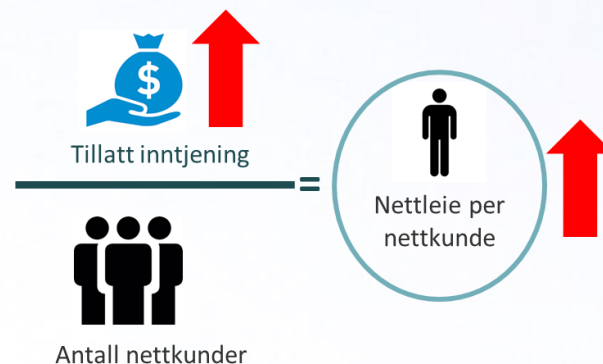 $
Tillatt inntjening
=
Nettleie per
nettkunde
Antall nettkunder